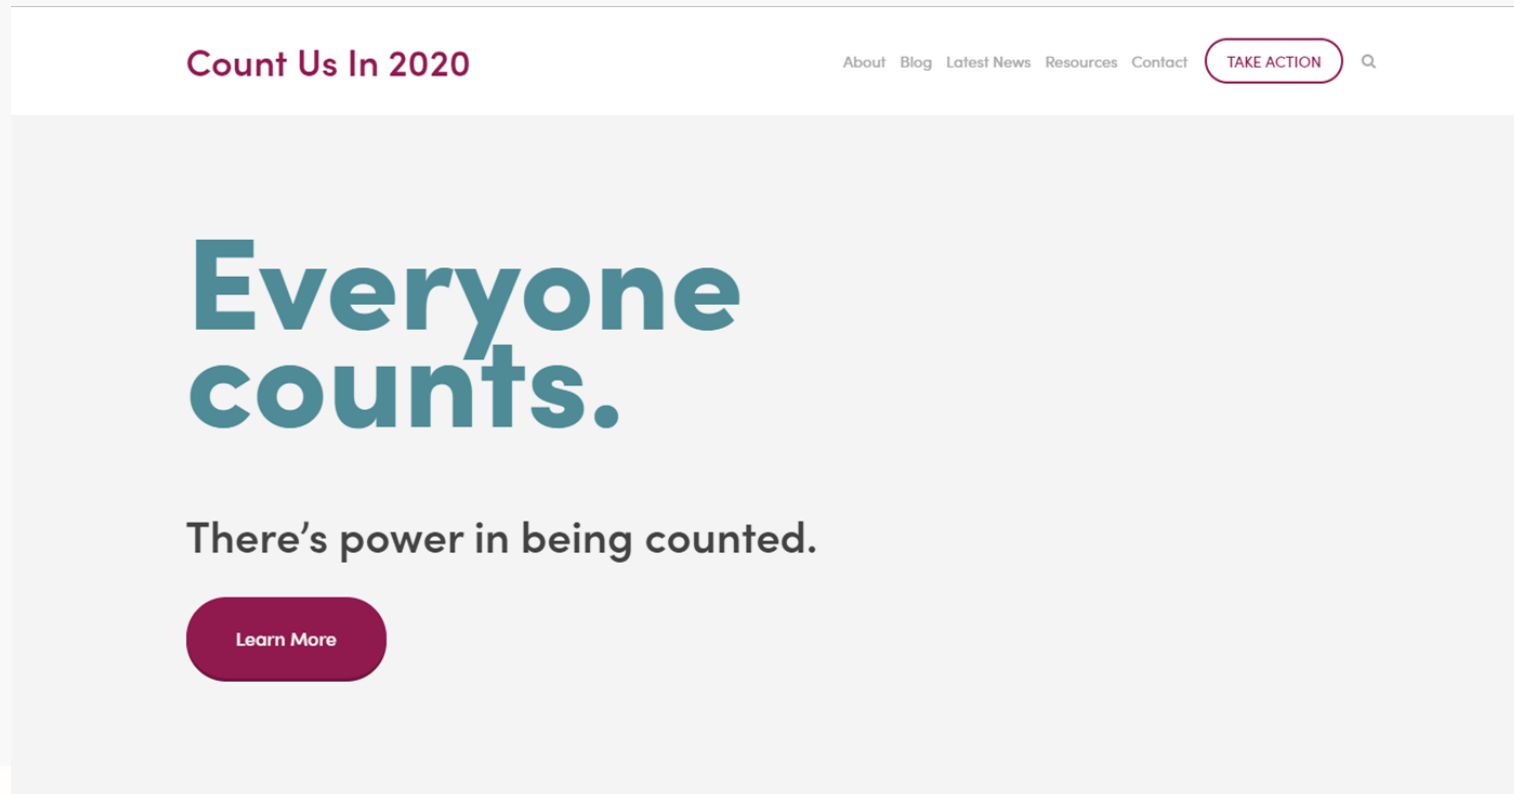 Count Us In 2020
About Blog Latest News Resources Contact TAKE ACTION
Everyone
counts.
There’s power in being counted.
Learn More